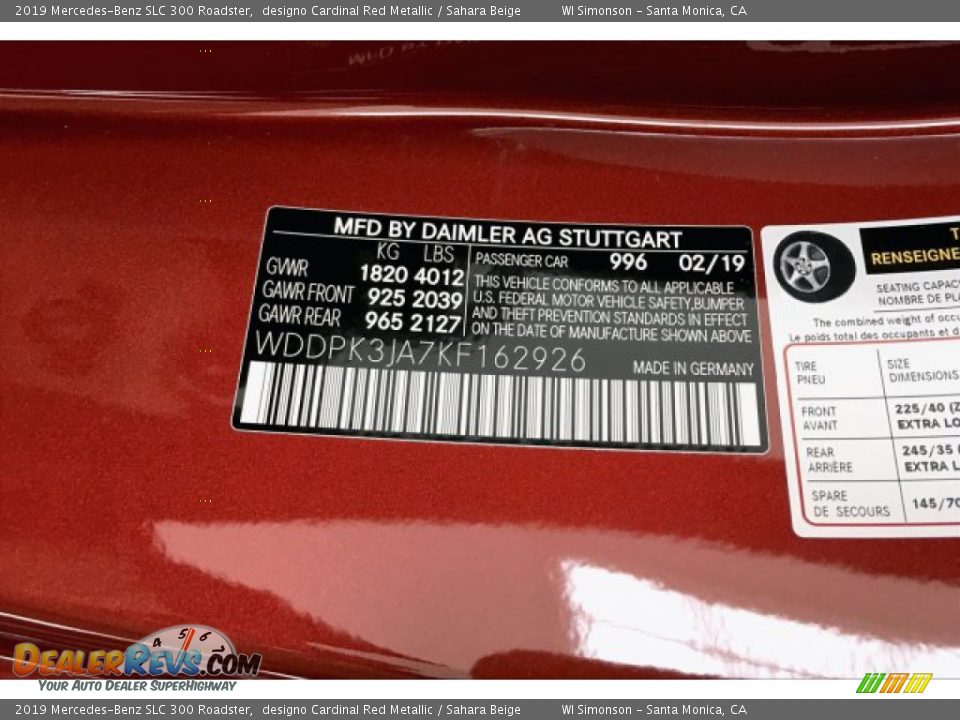 2019 Mercedes-Benz SLC 300 Roadster,  designo Cardinal Red Metallic / Sahara Beige        WI Simonson - Santa Monica, CA
MFD BY DAIMLER AG STUTTGART
KG LBS
GVWR 1820 4012
GAWR FRONT 925 2039
GAWR REAR 965 2127
PASSENGER CAR 996 02/19
THIS VEHICLE CONFORMS TO ALL APPLICABLE
U.S. FEDERAL MOTOR VEHICLE SAFETY,BUMPER
AND THEFT PREVENTION STANDARDS IN EFFECT
ON THE DATE OF MANUFACTURE SHOWN ABOVE
WDDPK3JA7KF162926
MADE IN GERMANY
T
RENSEIGNE
SEATING CAPAC
NOMBRE DE PLA
The combined weight of occu
Le poids total des occupants et d
TIRE
PNEU
SIZE
DIMENSIONS
FRONT
AVANT
225/40 (Z
EXTRA LO
REAR
ARRIÈRE
245/35 (
EXTRA L
SPARE
DE SECOURS
145/70
4 5 6
DEALERREVS.COM
YOUR AUTO DEALER SUPERHIGHWAY
2019 Mercedes-Benz SLC 300 Roadster,  designo Cardinal Red Metallic / Sahara Beige        WI Simonson - Santa Monica, CA